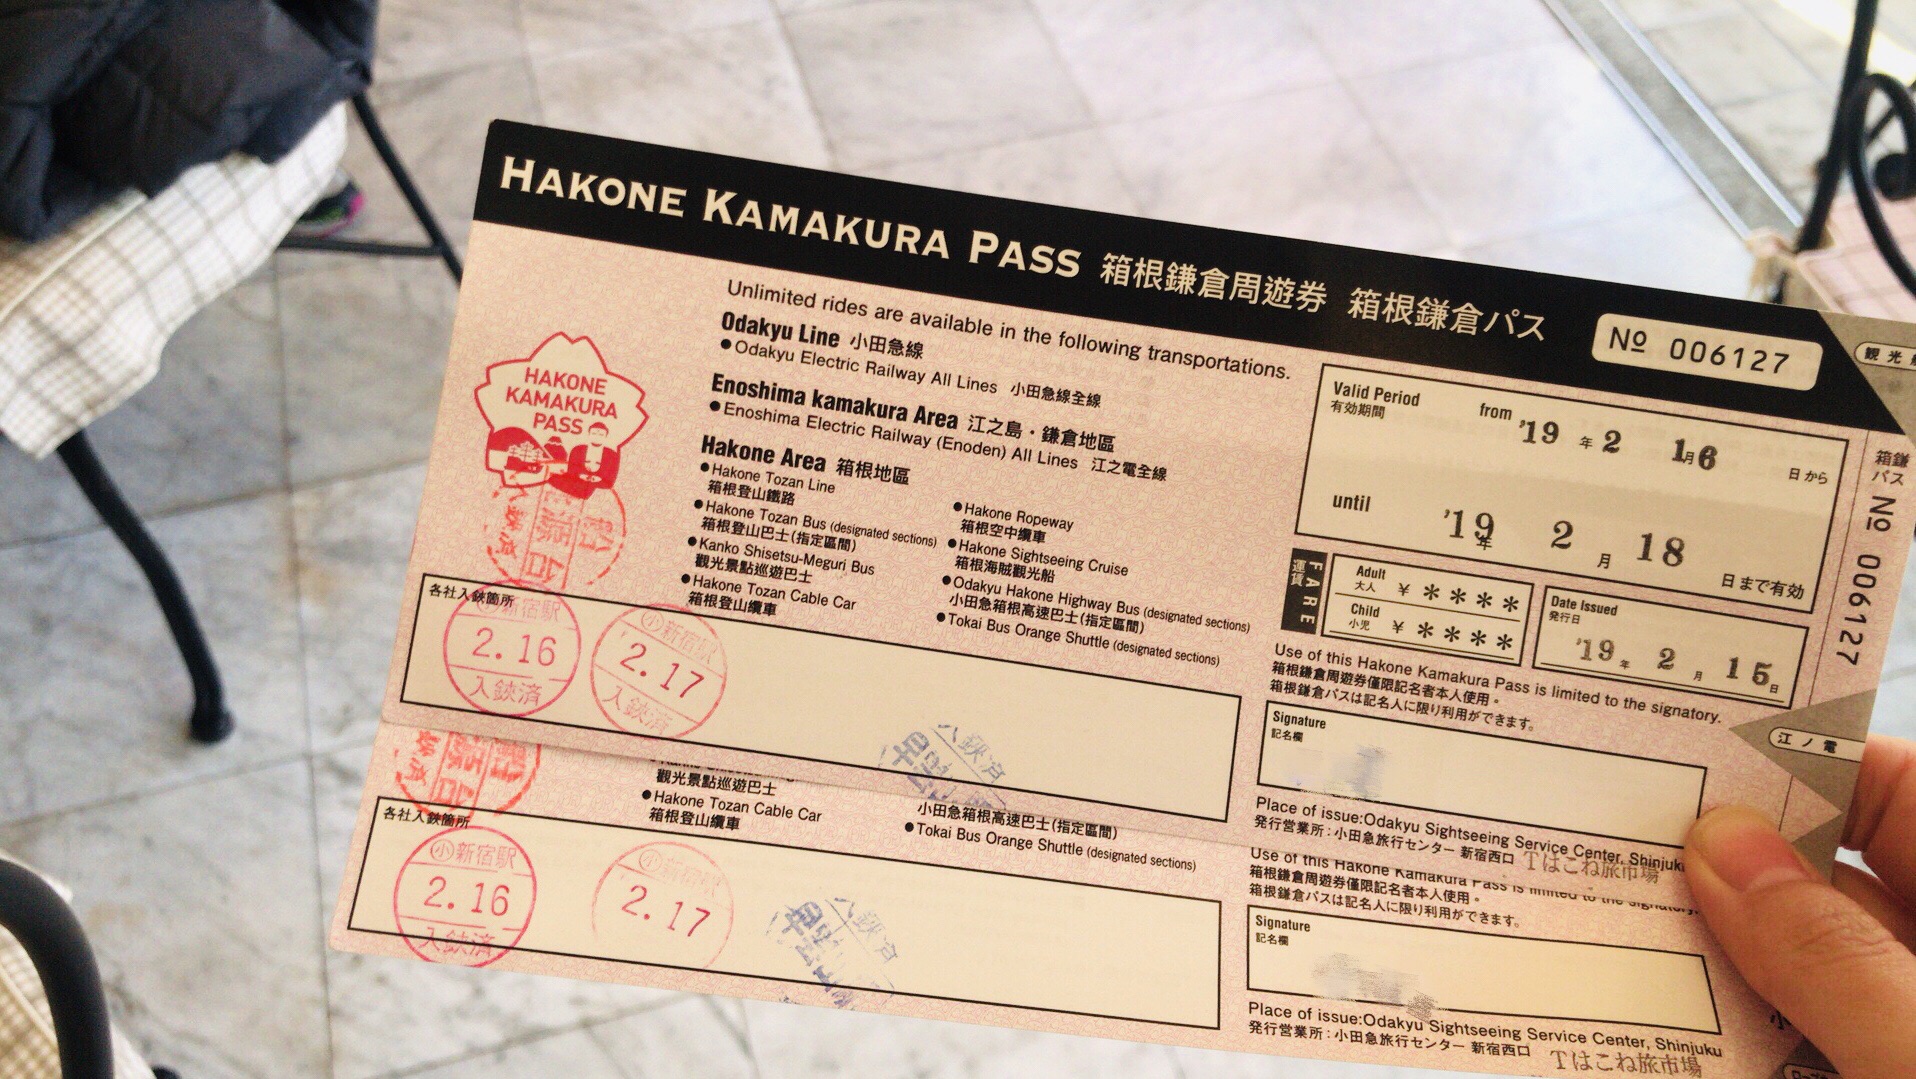 HAKONE KAMAKURA PASS 箱根鎌倉周遊券 箱根鎌倉パス
№ 006127
Unlimited rides are available in the following transportations.
Odakyu Line 小田急線
●Odakyu Electric Railway All Lines 小田急線全線
Enoshima kamakura Area 江之島・鎌倉地區
●Enoshima Electric Railway (Enoden) All Lines 江之電全線
Hakone Area 箱根地區
●Hakone Tozan Line
箱根登山鐵路
●Hakone Tozan Bus (designated sections)
箱根登山巴士(指定區間)
●Kanko Shisetsu-Meguri Bus
觀光景點巡遊巴士
●Hakone Tozan Cable Car
箱根登山纜車
●Hakone Ropeway
箱根空中纜車
●Hakone Sightseeing Cruise
箱根海賊觀光船
●Odakyu Hakone Highway Bus (designated sections)
小田急箱根高速巴士(指定區間)
●Tokai Bus Orange Shuttle (designated sections)
HAKONE
KAMAKURA
PASS
Valid Period
有効期間
from '19 年 2 月 16 日から
until '19 年 2 月 18 日まで有効
FARE
運賃
Adult
大人 ¥ ****
Child
小児 ¥ ****
Date Issued
発行日
'19 年 2 月 15 日
Use of this Hakone Kamakura Pass is limited to the signatory.
箱根鎌倉周遊券僅限記名者本人使用。
箱根鎌倉パスは記名人に限り利用ができます。
Signature
記名欄
Place of issue:Odakyu Sightseeing Service Center, Shinjuku
発行営業所:小田急旅行センター 新宿西口 Tはこね旅市場
各社入鋏箇所
小新宿駅
2.16
入鋏済
小新宿駅
2.17
入鋏済
入鋏済
観光
箱鎌
パス
№ 006127
江ノ電
觀光景點巡遊巴士
●Hakone Tozan Cable Car
箱根登山纜車
小田急箱根高速巴士(指定區間)
●Tokai Bus Orange Shuttle (designated sections)
各社入鋏箇所
小新宿駅
2.16
入鋏済
2.17
Use of this Hakone Kamakura Pass is limited to the signatory.
箱根鎌倉周遊券僅限記名者本人使用。
箱根鎌倉パスは記名人に限り利用ができます。
Signature
記名欄
Place of issue:Odakyu Sightseeing Service Center, Shinjuku
発行営業所:小田急旅行センター 新宿西口 Tはこね旅市場